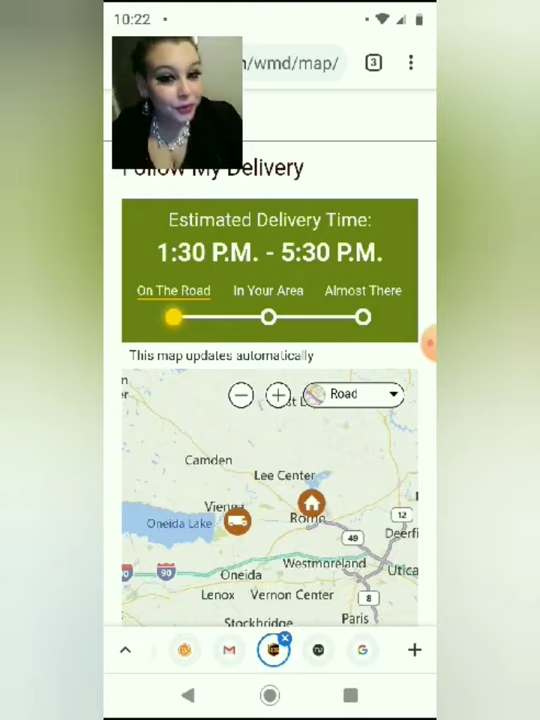 10:22
/wmd/map/
3
Follow My Delivery
Estimated Delivery Time:
1:30 P.M. - 5:30 P.M.
On The Road
In Your Area
Almost There
This map updates automatically
Road
Camden
Lee Center
Vienna
Rome
Oneida Lake
12
49
Deerfi
Westmoreland
90
90
Oneida
Utica
Lenox
Vernon Center
8
Paris
Stockbridge